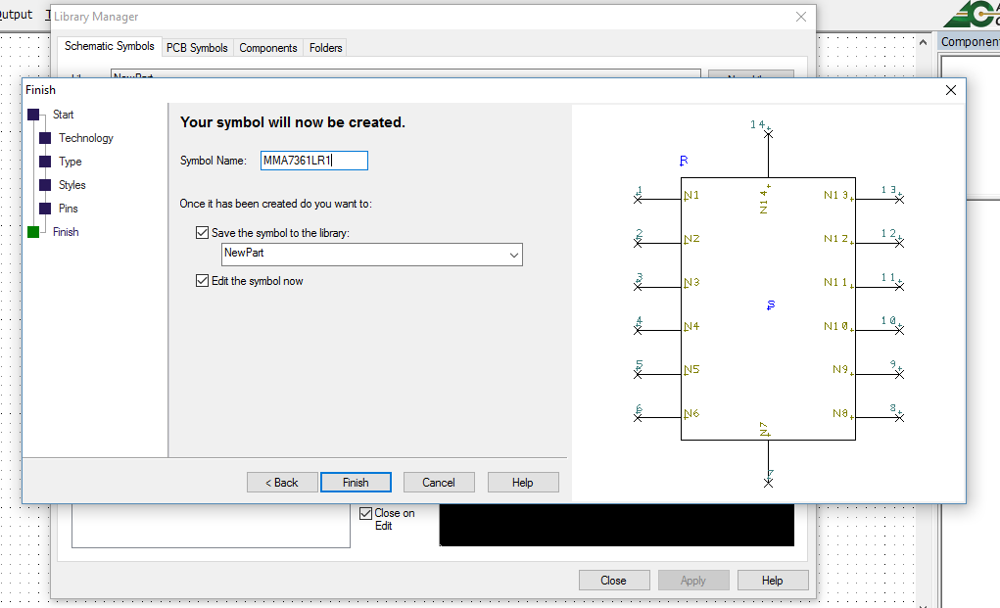 Output
Library Manager
Schematic Symbols PCB Symbols Components Folders
NewPart
Component
Finish
Start
Technology
Type
Styles
Pins
Finish
Your symbol will now be created.
Symbol Name: MMA7361LR1
Once it has been created do you want to:
Save the symbol to the library:
NewPart
Edit the symbol now
< Back Finish Cancel Help
14
R
1 N1 N14 N13 13
2 N2 N12 12
3 N3 N11 11
S
4 N4 N10 10
5 N5 N9 9
6 N6 N7 N8 8
7
Close on
Edit
Close Apply Help